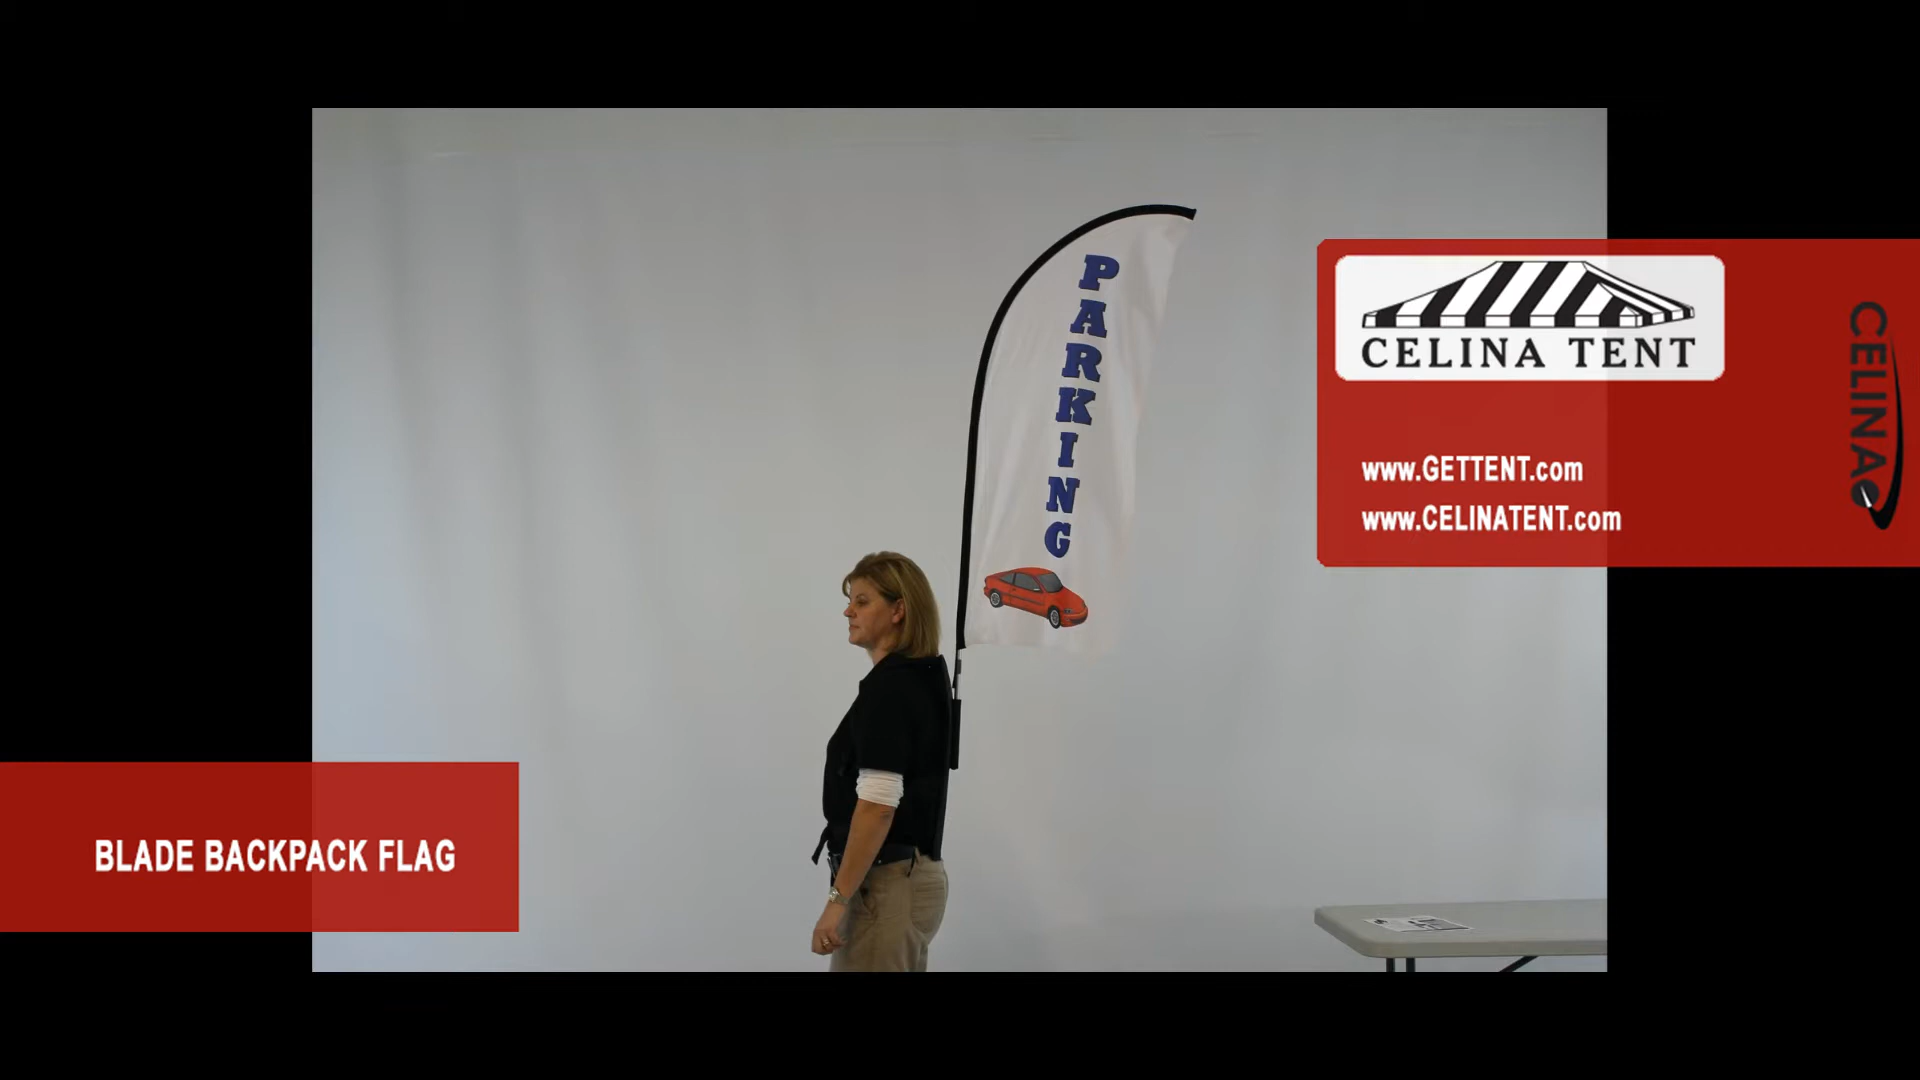 PARKING
CELINA TENT
www.GETTENT.com
www.CELINATENT.com
CELINA
BLADE BACKPACK FLAG